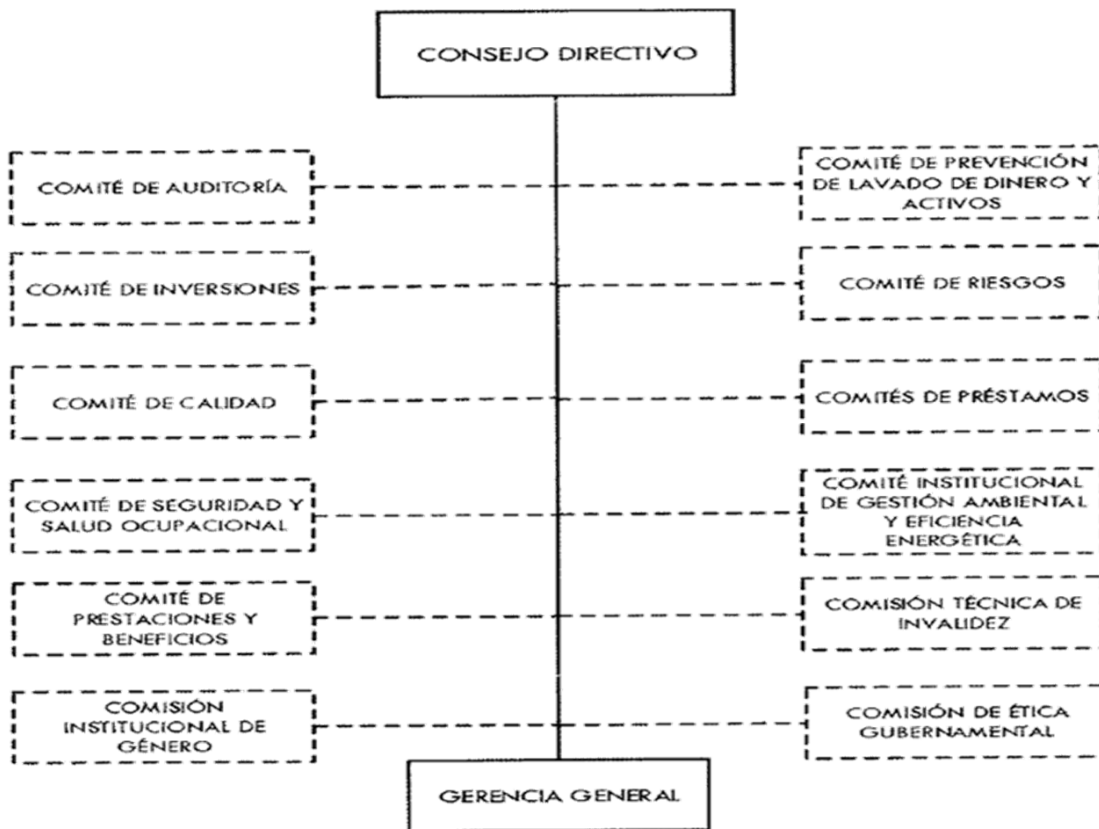 CONSEJO DIRECTIVO
COMITÉ DE AUDITORÍA
COMITÉ DE PREVENCIÓN
DE LAVADO DE DINERO Y
ACTIVOS
COMITÉ DE INVERSIONES
COMITÉ DE RIESGOS
COMITÉ DE CALIDAD
COMITÉS DE PRÉSTAMOS
COMITÉ DE SEGURIDAD Y
SALUD OCUPACIONAL
COMITÉ INSTITUCIONAL
DE GESTIÓN AMBIENTAL
Y EFICIENCIA
ENERGÉTICA
COMITÉ DE
PRESTACIONES Y
BENEFICIOS
COMISIÓN TÉCNICA DE
INVALIDEZ
COMISIÓN
INSTITUCIONAL DE
GÉNERO
COMISIÓN DE ÉTICA
GUBERNAMENTAL
GERENCIA GENERAL